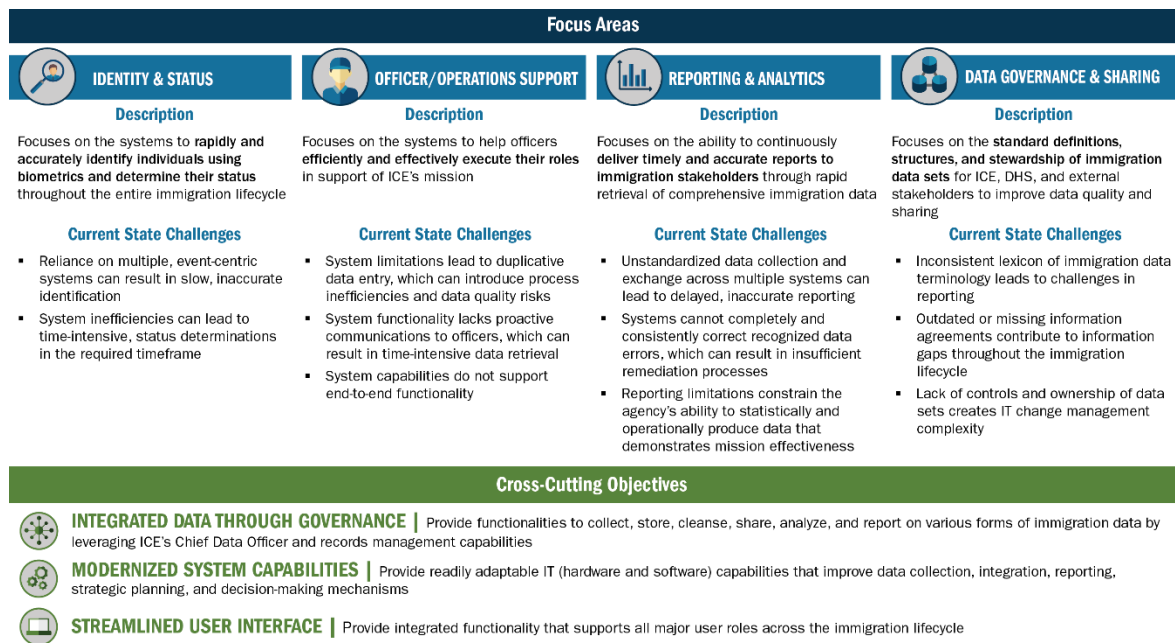 Focus Areas
IDENTITY & STATUS
Description
Focuses on the systems to rapidly and
accurately identify individuals using
biometrics and determine their status
throughout the entire immigration lifecycle
Current State Challenges
▪ Reliance on multiple, event-centric
systems can result in slow, inaccurate
identification
▪ System inefficiencies can lead to
time-intensive, status determinations
in the required timeframe
OFFICER/OPERATIONS SUPPORT
Description
Focuses on the systems to help officers
efficiently and effectively execute their roles
in support of ICE's mission
Current State Challenges
▪ System limitations lead to duplicative
data entry, which can introduce process
inefficiencies and data quality risks
▪ System functionality lacks proactive
communications to officers, which can
result in time-intensive data retrieval
▪ System capabilities do not support
end-to-end functionality
REPORTING & ANALYTICS
Description
Focuses on the ability to continuously
deliver timely and accurate reports to
immigration stakeholders through rapid
retrieval of comprehensive immigration data
Current State Challenges
▪ Unstandardized data collection and
exchange across multiple systems can
lead to delayed, inaccurate reporting
▪ Systems cannot completely and
consistently correct recognized data
errors, which can result in insufficient
remediation processes
▪ Reporting limitations constrain the
agency's ability to statistically and
operationally produce data that
demonstrates mission effectiveness
DATA GOVERNANCE & SHARING
Description
Focuses on the standard definitions,
structures, and stewardship of immigration
data sets for ICE, DHS, and external
stakeholders to improve data quality and
sharing
Current State Challenges
▪ Inconsistent lexicon of immigration data
terminology leads to challenges in
reporting
▪ Outdated or missing information
agreements contribute to information
gaps throughout the immigration
lifecycle
▪ Lack of controls and ownership of data
sets creates IT change management
complexity
Cross-Cutting Objectives
INTEGRATED DATA THROUGH GOVERNANCE | Provide functionalities to collect, store, cleanse, share, analyze, and report on various forms of immigration data by
leveraging ICE's Chief Data Officer and records management capabilities
MODERNIZED SYSTEM CAPABILITIES | Provide readily adaptable IT (hardware and software) capabilities that improve data collection, integration, reporting,
strategic planning, and decision-making mechanisms
STREAMLINED USER INTERFACE | Provide integrated functionality that supports all major user roles across the immigration lifecycle